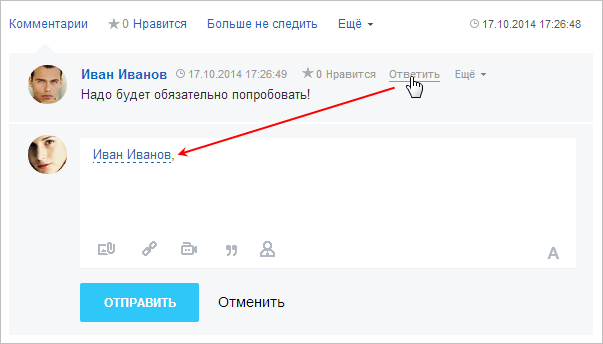 Комментарии 0 Нравится Больше не следить Ещё 17.10.2014 17:26:48
Иван Иванов 17.10.2014 17:26:49 0 Нравится Ответить Ещё
Надо будет обязательно попробовать!
Иван Иванов,
A
ОТПРАВИТЬ Отменить